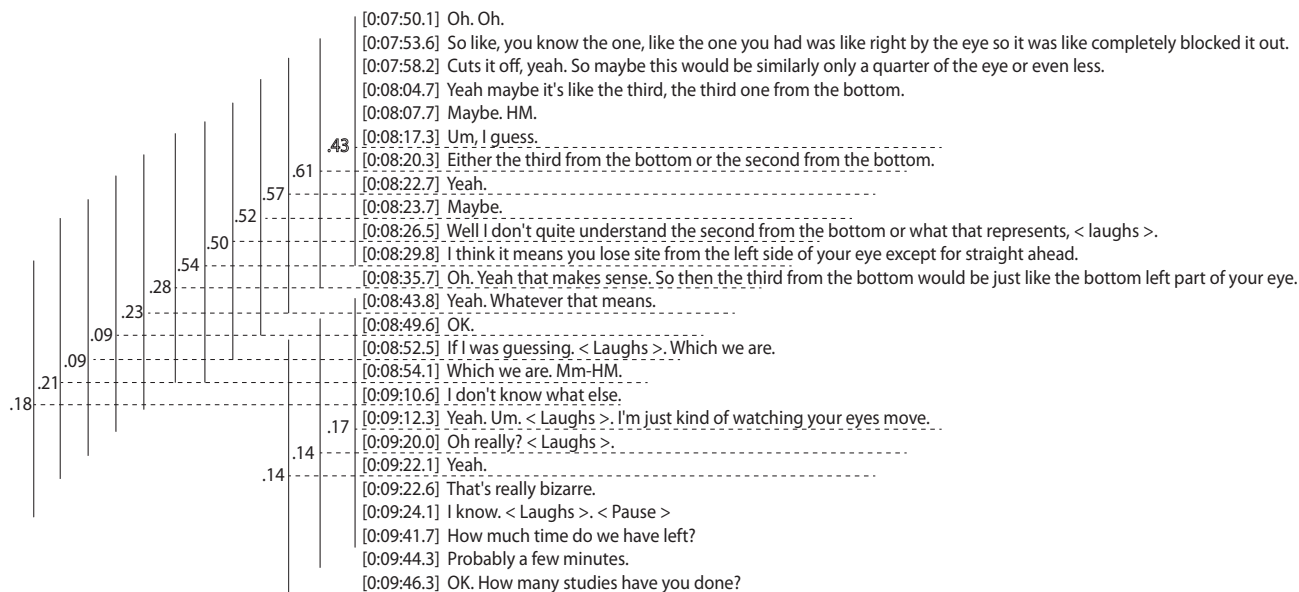 [0:07:50.1] Oh. Oh.
[0:07:53.6] So like, you know the one, like the one you had was like right by the eye so it was like completely blocked it out.
[0:07:58.2] Cuts it off, yeah. So maybe this would be similarly only a quarter of the eye or even less.
[0:08:04.7] Yeah maybe it's like the third, the third one from the bottom.
[0:08:07.7] Maybe. HM.
[0:08:17.3] Um, I guess.
.43
[0:08:20.3] Either the third from the bottom or the second from the bottom.
.61
[0:08:22.7] Yeah.
.57
[0:08:23.7] Maybe.
.52
[0:08:26.5] Well I don't quite understand the second from the bottom or what that represents, < laughs >.
.50
[0:08:29.8] I think it means you lose site from the left side of your eye except for straight ahead.
.54
[0:08:35.7] Oh. Yeah that makes sense. So then the third from the bottom would be just like the bottom left part of your eye.
.28
[0:08:43.8] Yeah. Whatever that means.
.23
[0:08:49.6] OK.
.09
[0:08:52.5] If I was guessing. < Laughs >. Which we are.
.09
[0:08:54.1] Which we are. Mm-HM.
.21
[0:09:10.6] I don't know what else.
.18
[0:09:12.3] Yeah. Um. < Laughs >. I'm just kind of watching your eyes move.
.17
[0:09:20.0] Oh really? < Laughs >.
.14
[0:09:22.1] Yeah.
.14
[0:09:22.6] That's really bizarre.
[0:09:24.1] I know. < Laughs >. < Pause >
[0:09:41.7] How much time do we have left?
[0:09:44.3] Probably a few minutes.
[0:09:46.3] OK. How many studies have you done?